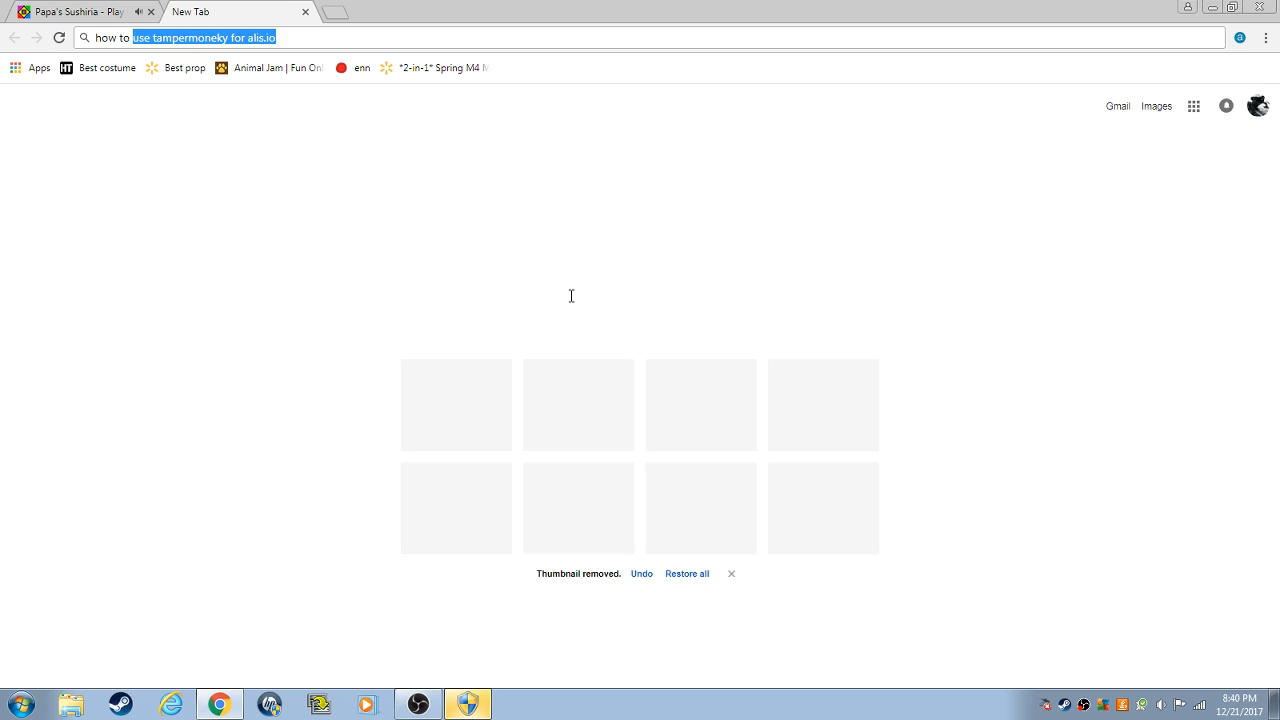 Papa's Sushiria - Play
New Tab
how to use tampermoneky for alis.io
Apps
Best costume
Best prop
Animal Jam | Fun Onl
enn
*2-in-1* Spring M4 M
Gmail
Images
Thumbnail removed.
Undo
Restore all
8:40 PM
12/21/2017